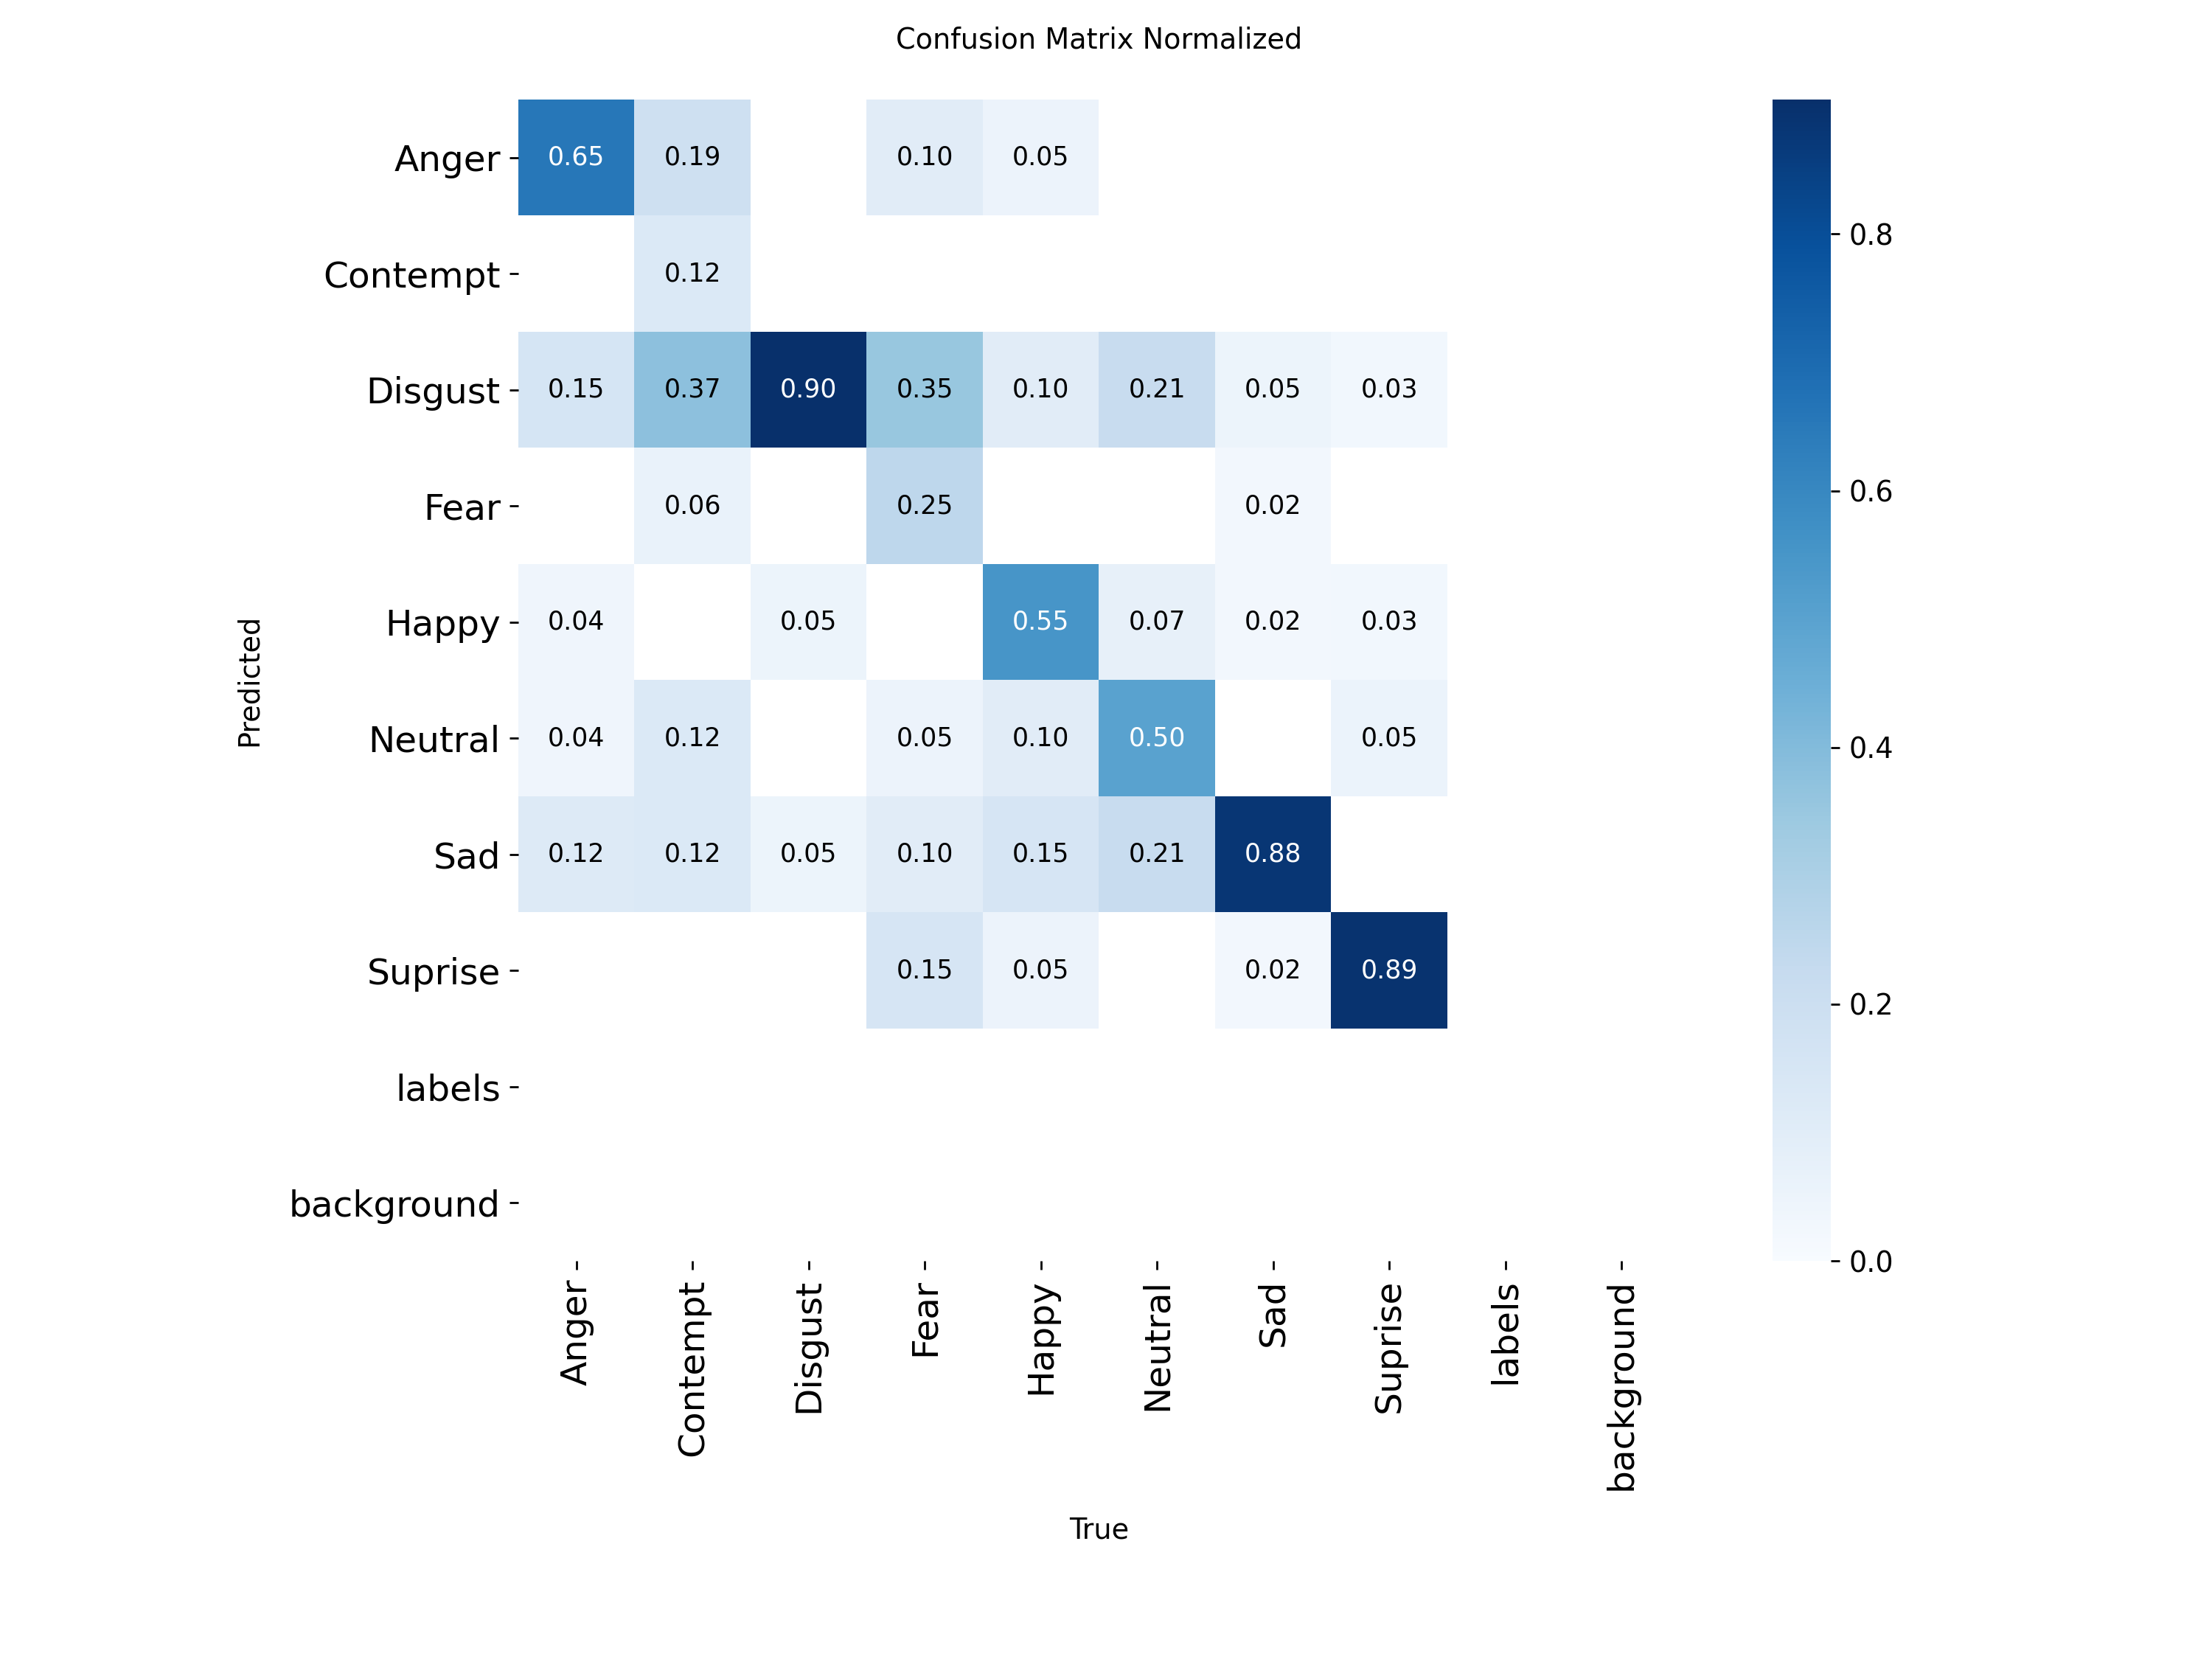 Confusion Matrix Normalized
Anger 0.65 0.19 0.10 0.05
Contempt 0.12
Disgust 0.15 0.37 0.90 0.35 0.10 0.21 0.05 0.03
Fear 0.06 0.25 0.02
Happy 0.04 0.05 0.55 0.07 0.02 0.03
Neutral 0.04 0.12 0.05 0.10 0.50 0.05
Sad 0.12 0.12 0.05 0.10 0.15 0.21 0.88
Suprise 0.15 0.05 0.02 0.89
labels
background
Predicted
Anger Contempt Disgust Fear Happy Neutral Sad Suprise labels background
True
0.8
0.6
0.4
0.2
0.0